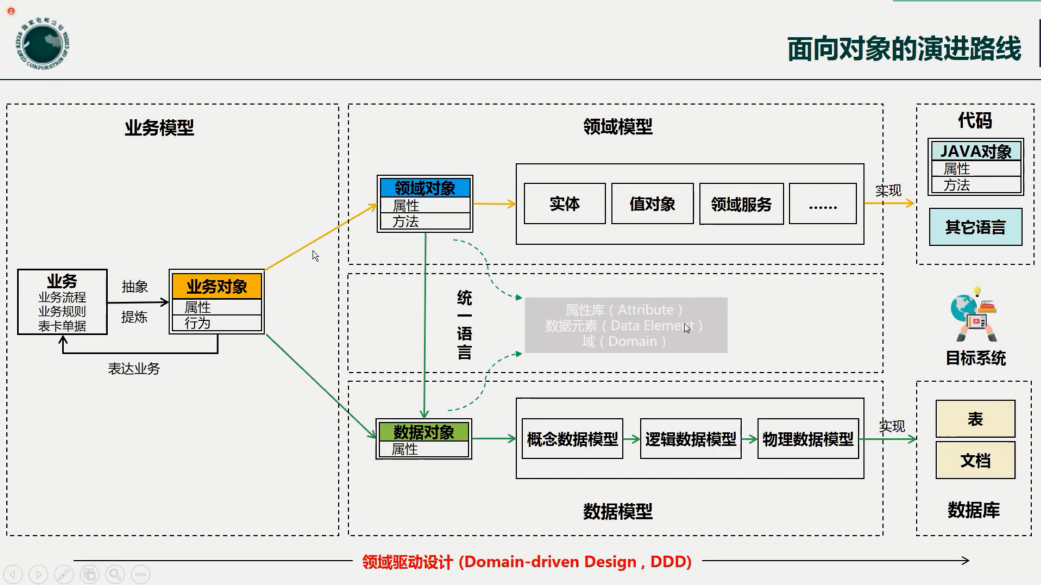 面向对象的演进路线
业务模型
业务
业务流程
业务规则
表卡单据
抽象
提炼
业务对象
属性
行为
表达业务
领域模型
领域对象
属性
方法
实体
值对象
领域服务
......
实现
统一语言
属性库（Attribute）
数据元素（Data Element）
域（Domain）
数据对象
属性
概念数据模型
逻辑数据模型
物理数据模型
实现
数据模型
代码
JAVA对象
属性
方法
其它语言
目标系统
表
文档
数据库
领域驱动设计 (Domain-driven Design , DDD)